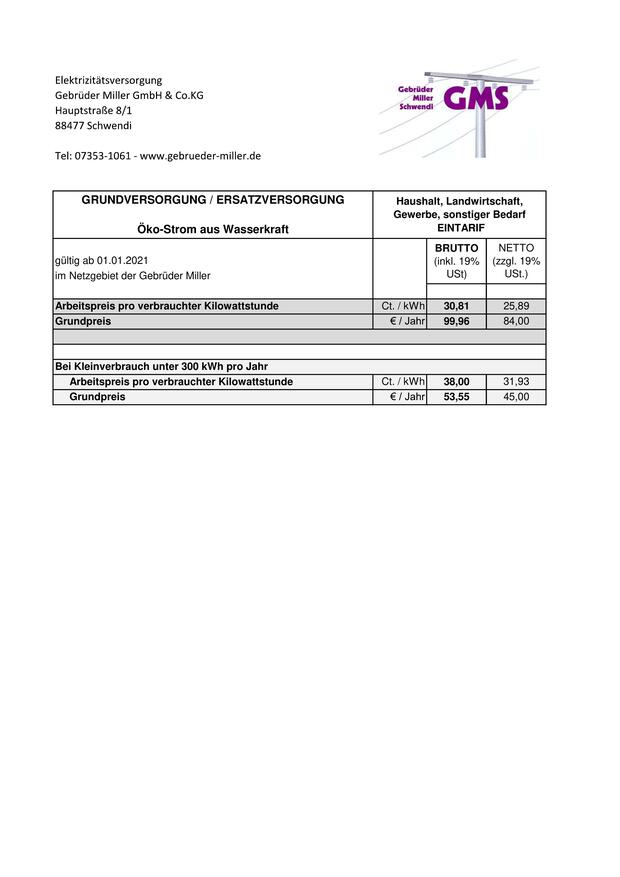 Elektrizitätsversorgung
Gebrüder Miller GmbH & Co.KG
Hauptstraße 8/1
88477 Schwendi
Tel: 07353-1061 - www.gebrueder-miller.de
Gebrüder
Miller
Schwendi
GMS
GRUNDVERSORGUNG / ERSATZVERSORGUNG
Öko-Strom aus Wasserkraft
Haushalt, Landwirtschaft,
Gewerbe, sonstiger Bedarf
EINTARIF
gültig ab 01.01.2021
im Netzgebiet der Gebrüder Miller
BRUTTO
(inkl. 19%
USt)
NETTO
(zzgl. 19%
USt.)
Arbeitspreis pro verbrauchter Kilowattstunde Ct. / kWh 30,81 25,89
Grundpreis € / Jahr 99,96 84,00
Bei Kleinverbrauch unter 300 kWh pro Jahr
Arbeitspreis pro verbrauchter Kilowattstunde Ct. / kWh 38,00 31,93
Grundpreis € / Jahr 53,55 45,00